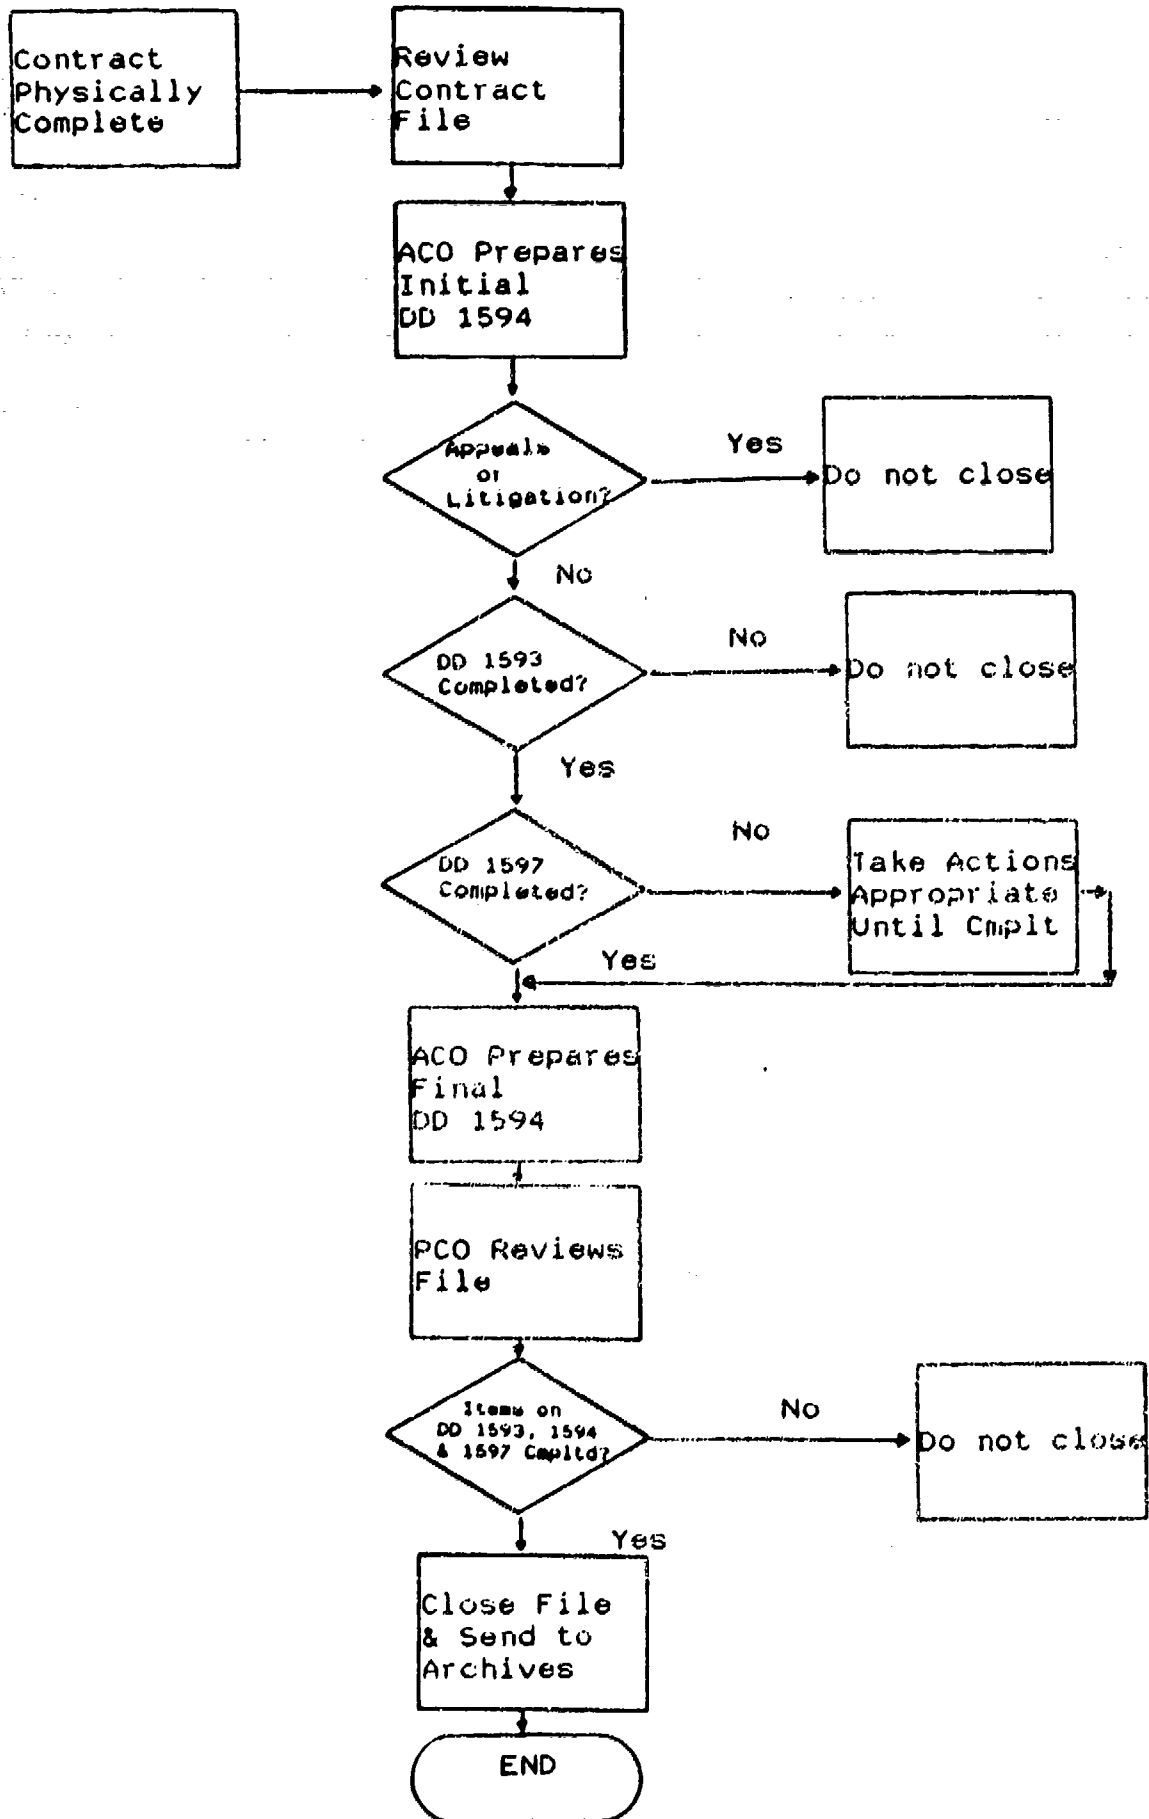 Contract
Physically
Complete
Review
Contract
File
ACO Prepares
Initial
DD 1594
Appeals
or
Litigation?
Yes
Do not close
No
DD 1593
Completed?
No
Do not close
Yes
DD 1597
Completed?
No
Take Actions
Appropriate
Until Cmplt
Yes
ACO Prepares
Final
DD 1594
PCO Reviews
File
Items on
DD 1593, 1594
& 1597 Cmpltd?
No
Do not close
Yes
Close File
& Send to
Archives
END